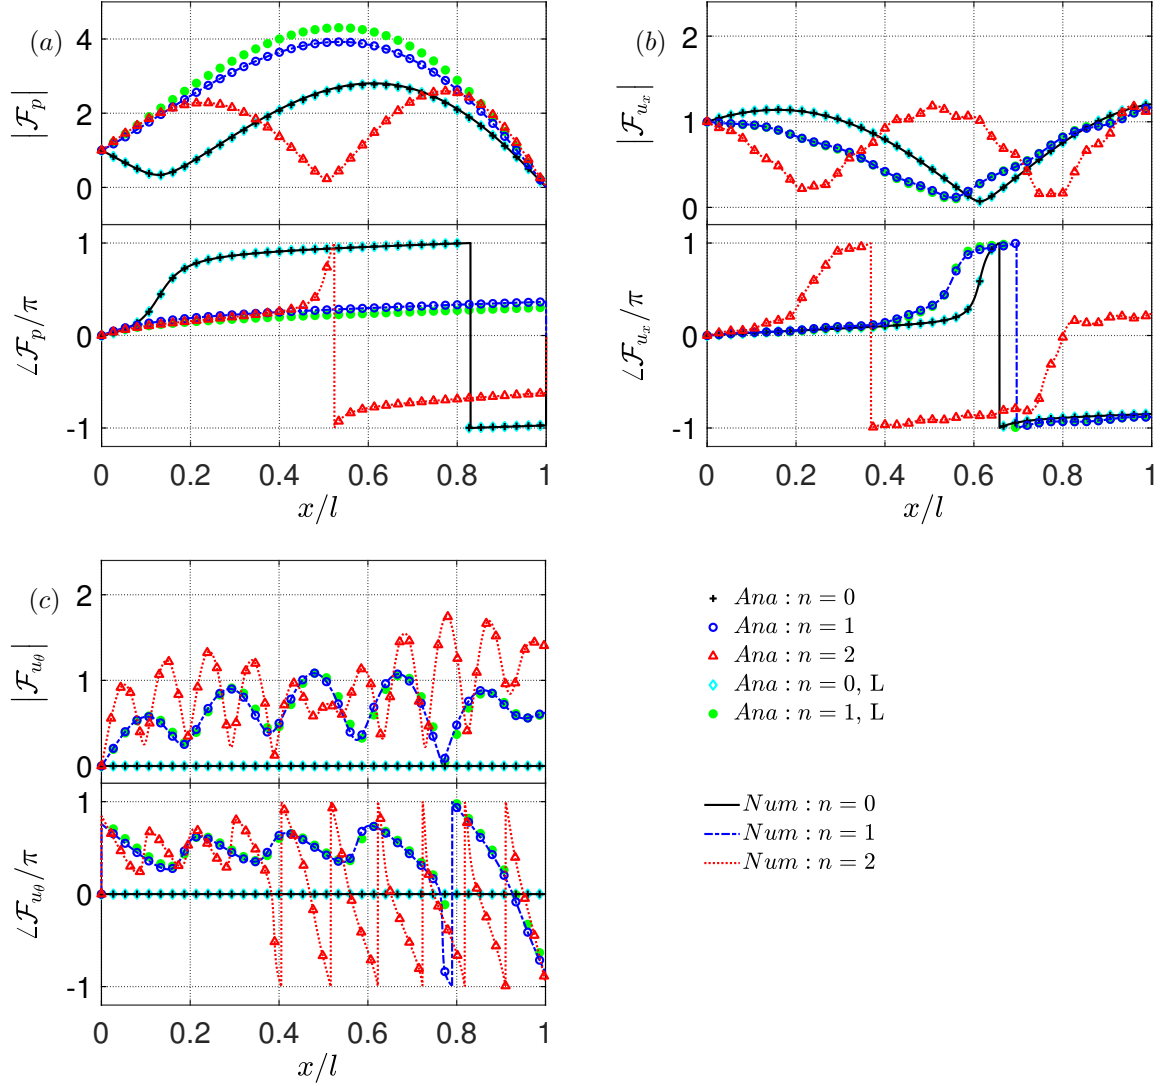 (a)
|𝓕_p|
4
2
0
∠𝓕_p/π
1
0
-1
0 0.2 0.4 0.6 0.8 1
x/l
(b)
|𝓕_{u_x}|
2
1
0
∠𝓕_{u_x}/π
1
0
-1
0 0.2 0.4 0.6 0.8 1
x/l
(c)
|𝓕_{u_θ}|
2
1
0
∠𝓕_{u_θ}/π
1
0
-1
0 0.2 0.4 0.6 0.8 1
x/l
Ana : n = 0
Ana : n = 1
Ana : n = 2
Ana : n = 0, L
Ana : n = 1, L
Num : n = 0
Num : n = 1
Num : n = 2